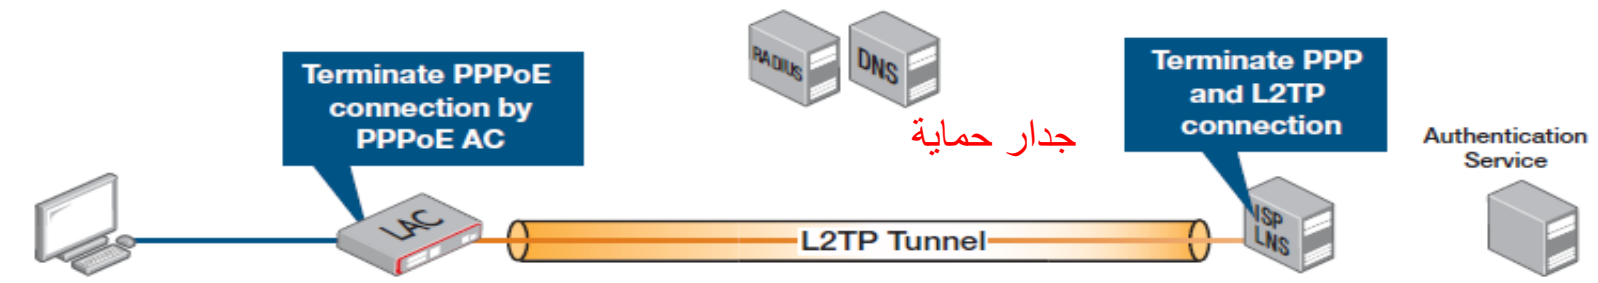 Terminate PPPoE
connection by
PPPoE AC
RADIUS
DNS
جدار حماية
Terminate PPP
and L2TP
connection
Authentication
Service
LAC
L2TP Tunnel
ISP
LNS